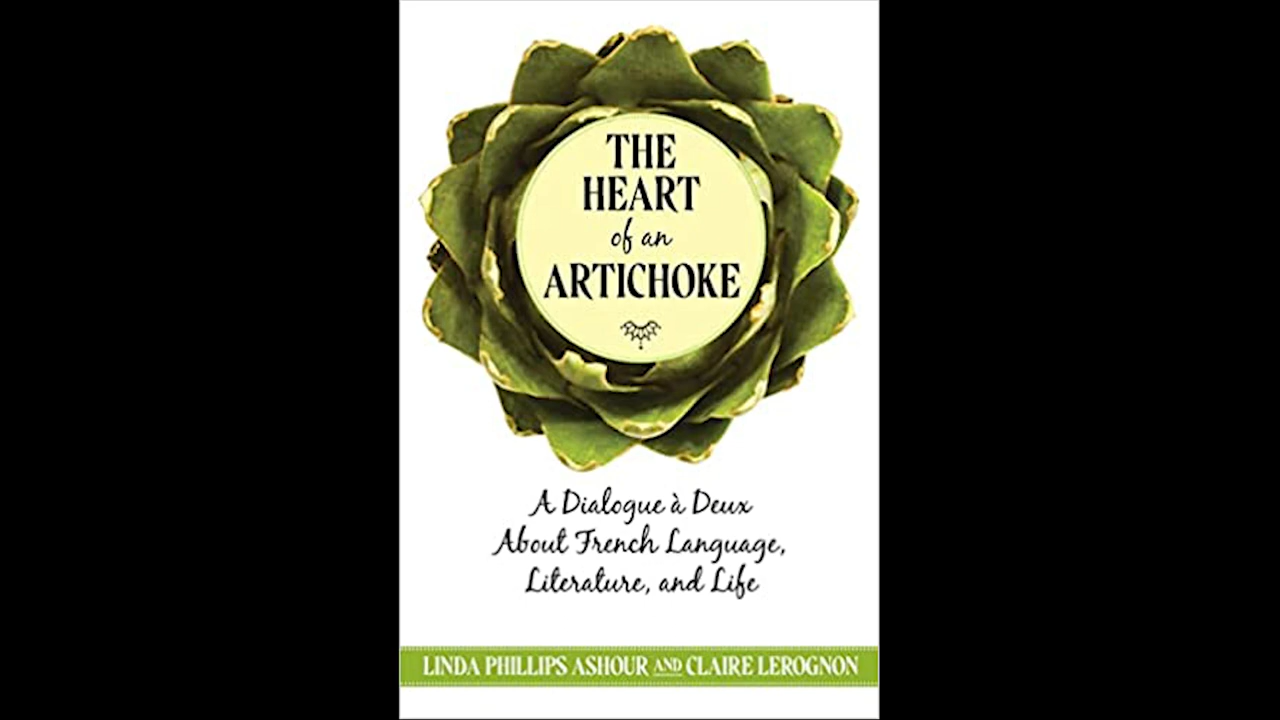 THE
HEART
of an
ARTICHOKE
A Dialogue à Deux
About French Language,
Literature, and Life
LINDA PHILLIPS ASHOUR AND CLAIRE LEROGNON